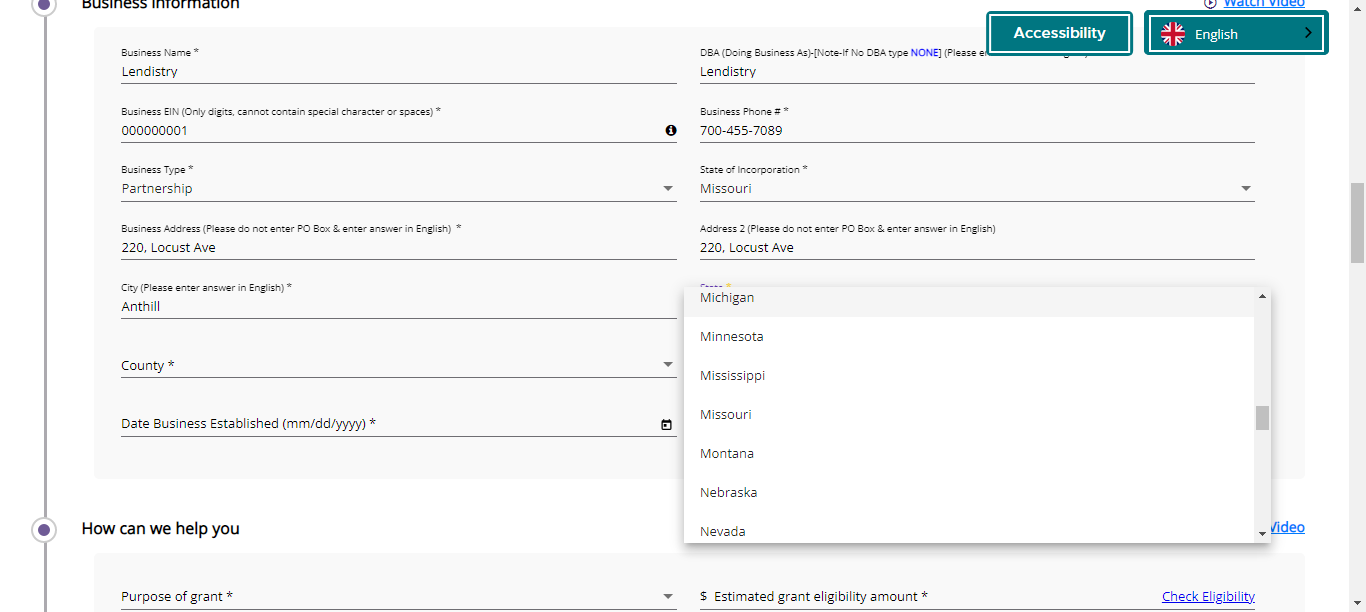 Business Information
Watch Video
Accessibility
English
Business Name *
Lendistry
DBA (Doing Business As)-[Note-If No DBA type NONE] (Please
Lendistry
Business EIN (Only digits, cannot contain special character or spaces) *
000000001
Business Phone # *
700-455-7089
Business Type *
Partnership
State of Incorporation *
Missouri
Business Address (Please do not enter PO Box & enter answer in English) *
220, Locust Ave
Address 2 (Please do not enter PO Box & enter answer in English)
220, Locust Ave
City (Please enter answer in English) *
Anthill
State *
Michigan
Minnesota
Mississippi
Missouri
Montana
Nebraska
Nevada
County *
Date Business Established (mm/dd/yyyy) *
How can we help you
Video
Purpose of grant *
$ Estimated grant eligibility amount *
Check Eligibility